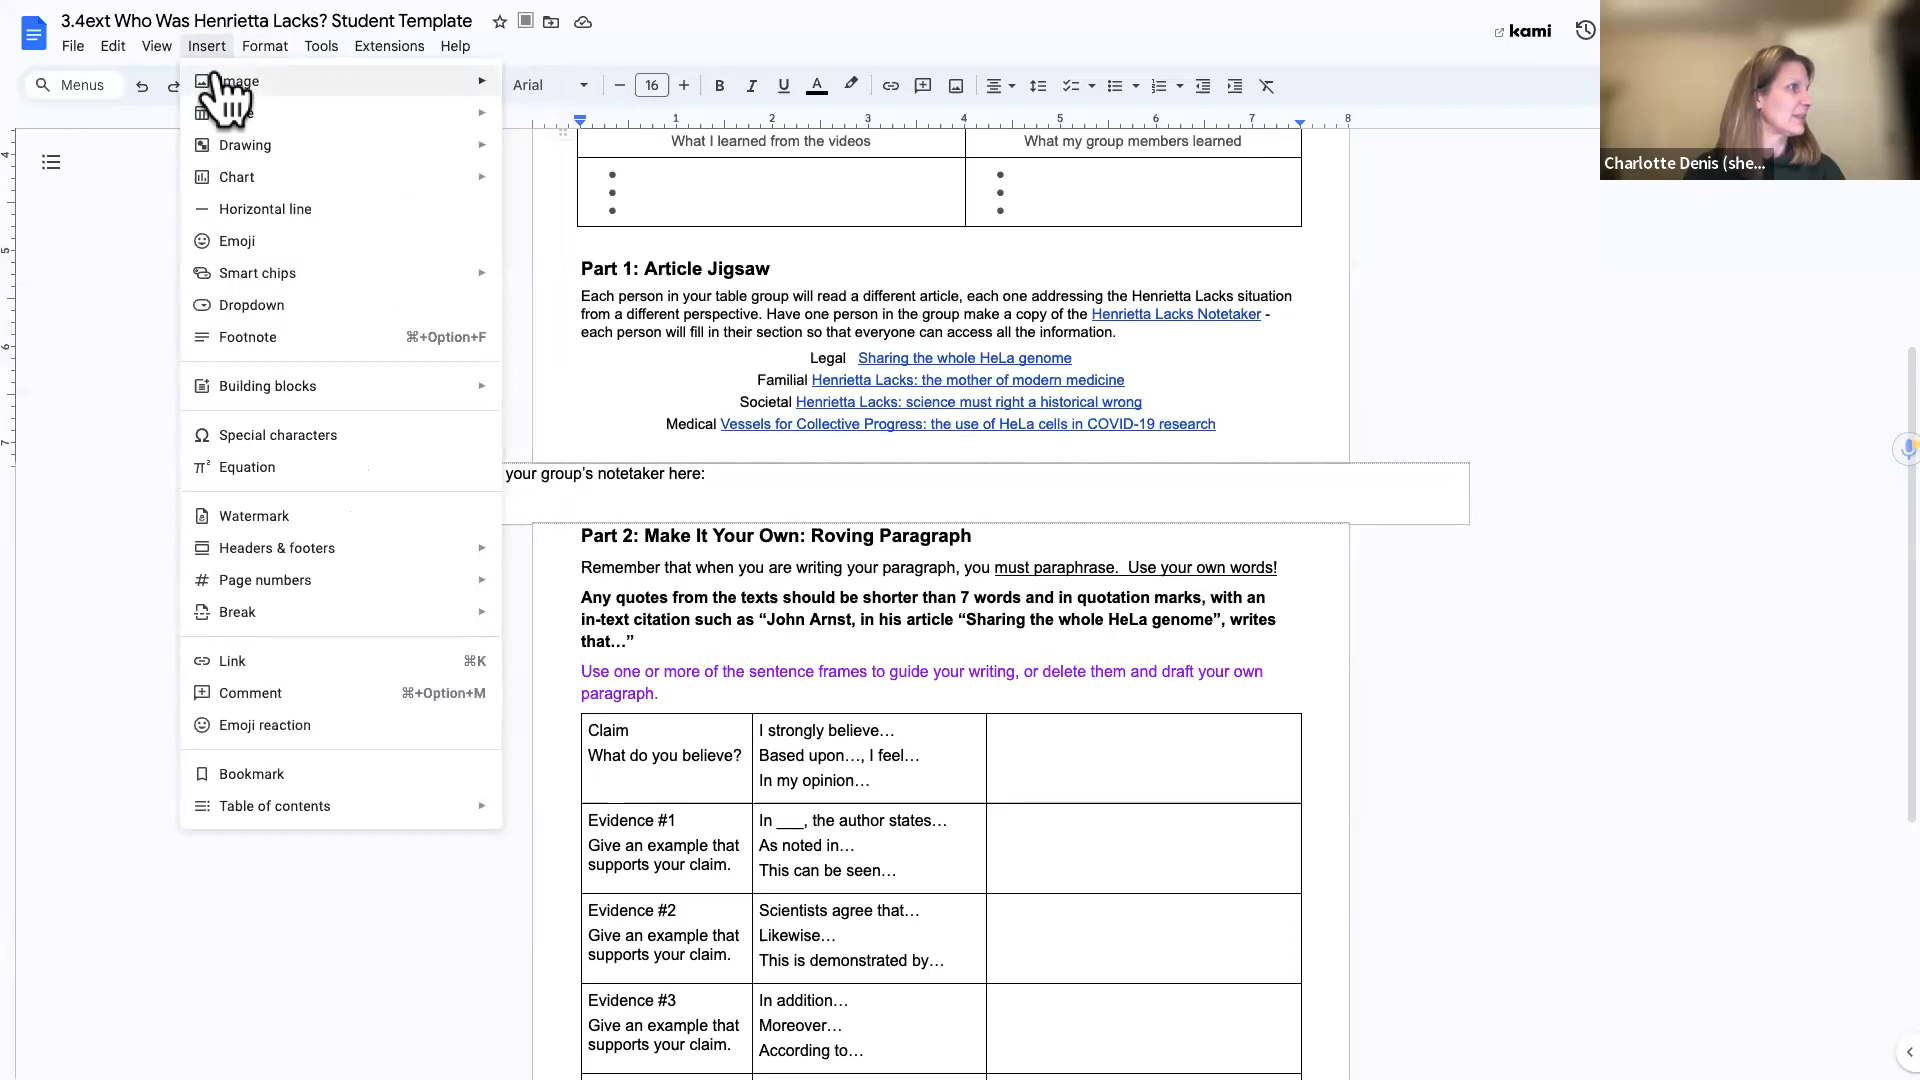 3.4ext Who Was Henrietta Lacks? Student Template
File Edit View Insert Format Tools Extensions Help
kami
Menus
Arial
16
Image
Drawing
Chart
Horizontal line
Emoji
Smart chips
Dropdown
Footnote ⌘+Option+F
Building blocks
Special characters
Equation
Watermark
Headers & footers
Page numbers
Break
Link ⌘K
Comment ⌘+Option+M
Emoji reaction
Bookmark
Table of contents
1 2 3 4 5 6 7 8
4
5
6
7
What I learned from the videos What my group members learned
Part 1: Article Jigsaw
Each person in your table group will read a different article, each one addressing the Henrietta Lacks situation
from a different perspective. Have one person in the group make a copy of the Henrietta Lacks Notetaker -
each person will fill in their section so that everyone can access all the information.
Legal Sharing the whole HeLa genome
Familial Henrietta Lacks: the mother of modern medicine
Societal Henrietta Lacks: science must right a historical wrong
Medical Vessels for Collective Progress: the use of HeLa cells in COVID-19 research
your group’s notetaker here:
Part 2: Make It Your Own: Roving Paragraph
Remember that when you are writing your paragraph, you must paraphrase. Use your own words!
Any quotes from the texts should be shorter than 7 words and in quotation marks, with an
in-text citation such as “John Arnst, in his article “Sharing the whole HeLa genome”, writes
that…”
Use one or more of the sentence frames to guide your writing, or delete them and draft your own
paragraph.
Claim
What do you believe?
I strongly believe…
Based upon…, I feel…
In my opinion…
Evidence #1
Give an example that
supports your claim.
In ___, the author states…
As noted in…
This can be seen…
Evidence #2
Give an example that
supports your claim.
Scientists agree that…
Likewise…
This is demonstrated by…
Evidence #3
Give an example that
supports your claim.
In addition…
Moreover…
According to…
Charlotte Denis (she...